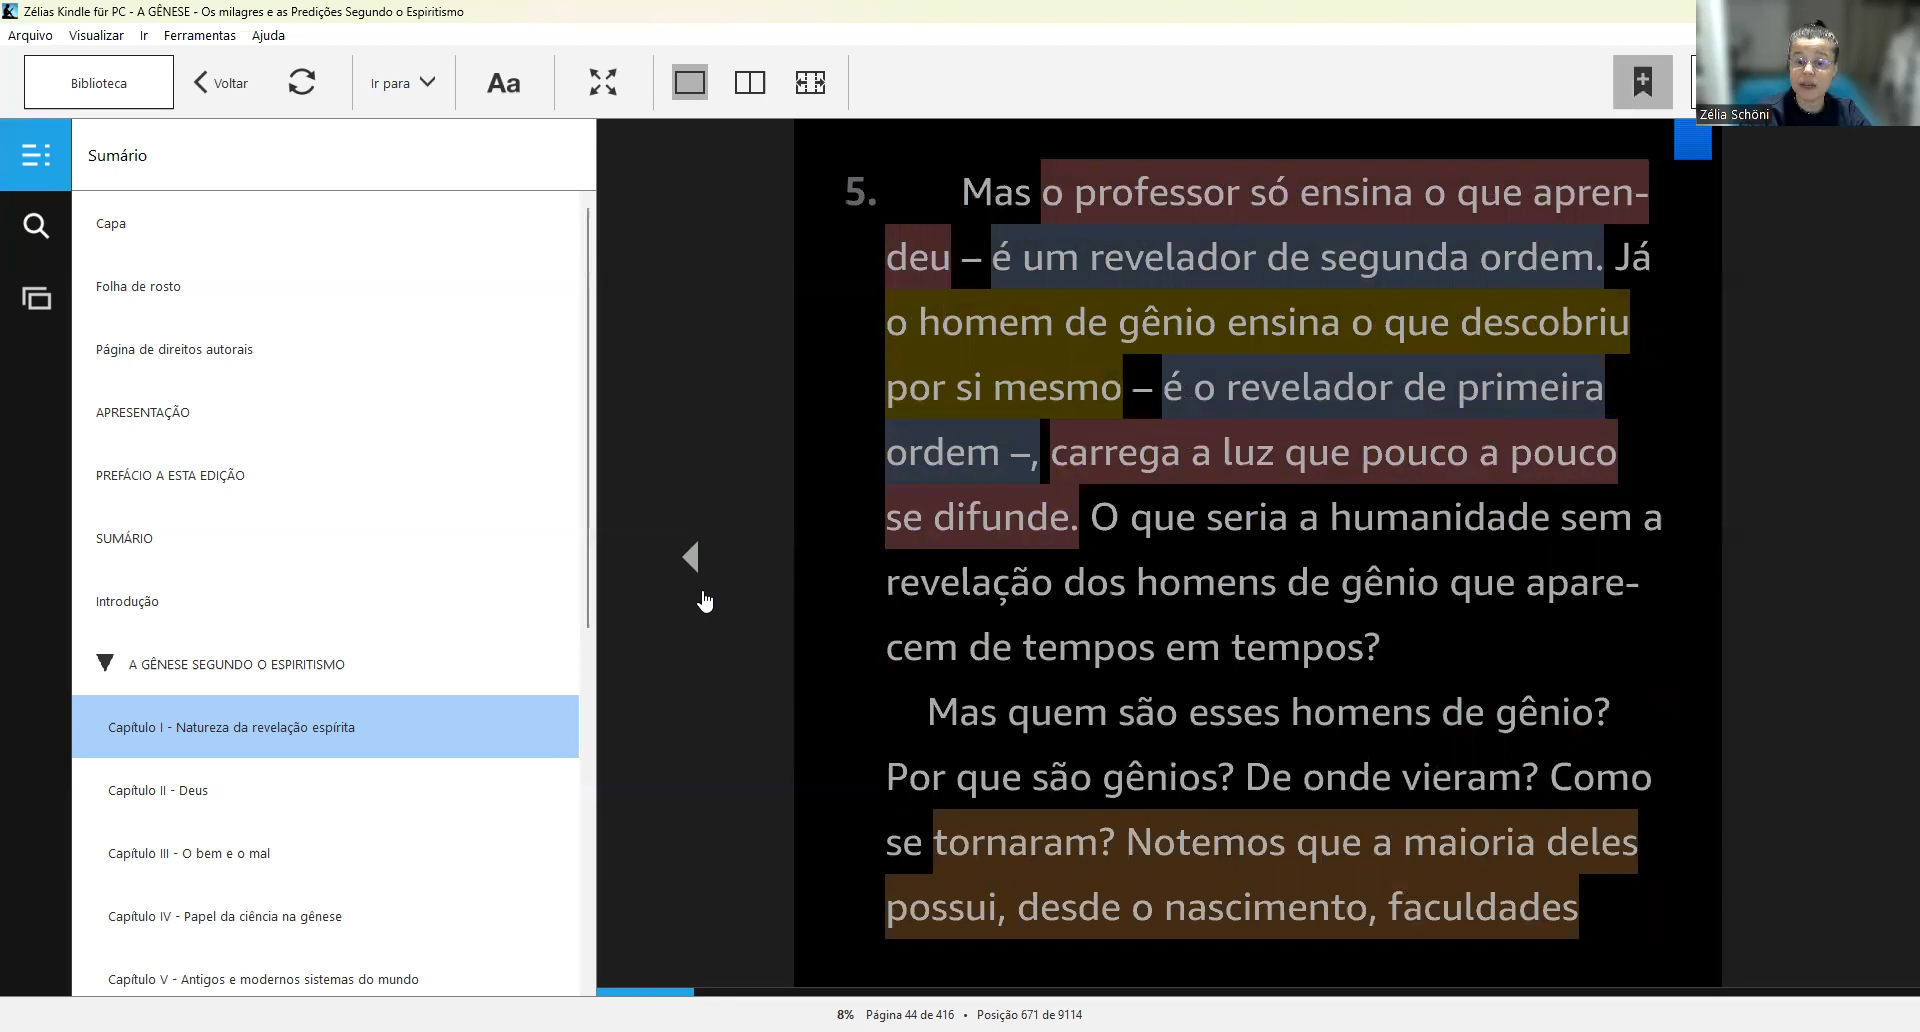 Zélias Kindle für PC - A GÊNESE - Os milagres e as Predições Segundo o Espiritismo
Arquivo Visualizar Ir Ferramentas Ajuda
Biblioteca Voltar Ir para Aa
Zélia Schöni
Sumário
Capa
Folha de rosto
Página de direitos autorais
APRESENTAÇÃO
PREFÁCIO A ESTA EDIÇÃO
SUMÁRIO
Introdução
A GÊNESE SEGUNDO O ESPIRITISMO
Capítulo I - Natureza da revelação espírita
Capítulo II - Deus
Capítulo III - O bem e o mal
Capítulo IV - Papel da ciência na gênese
Capítulo V - Antigos e modernos sistemas do mundo
5. Mas o professor só ensina o que apren-
deu – é um revelador de segunda ordem. Já
o homem de gênio ensina o que descobriu
por si mesmo – é o revelador de primeira
ordem –, carrega a luz que pouco a pouco
se difunde. O que seria a humanidade sem a
revelação dos homens de gênio que apare-
cem de tempos em tempos?
Mas quem são esses homens de gênio?
Por que são gênios? De onde vieram? Como
se tornaram? Notemos que a maioria deles
possui, desde o nascimento, faculdades
8% Página 44 de 416 • Posição 671 de 9114